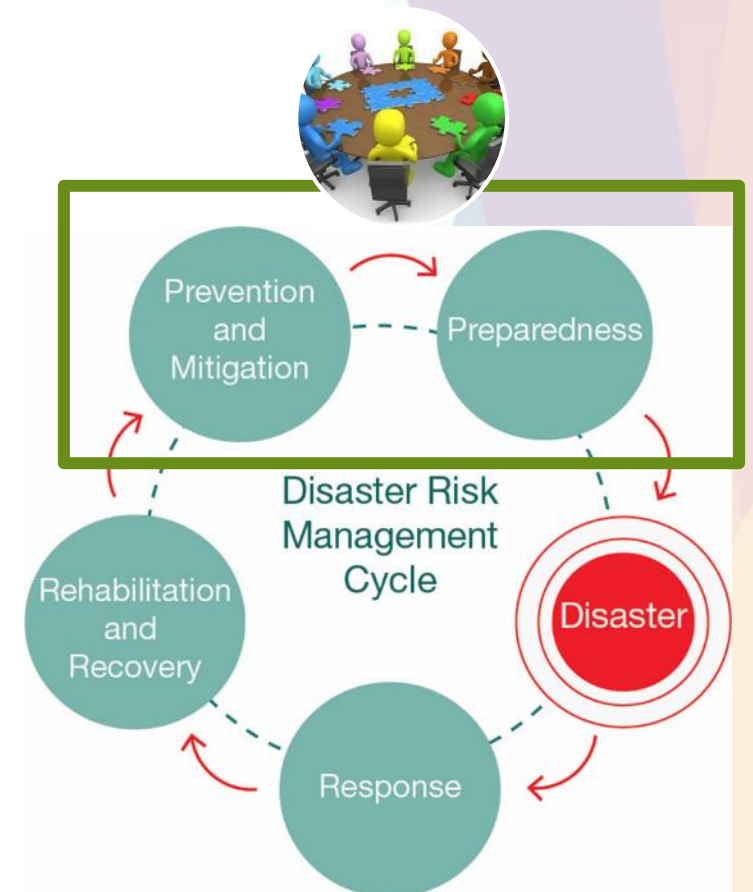 Prevention
and
Mitigation
Preparedness
Disaster Risk
Management
Cycle
Rehabilitation
and
Recovery
Disaster
Response